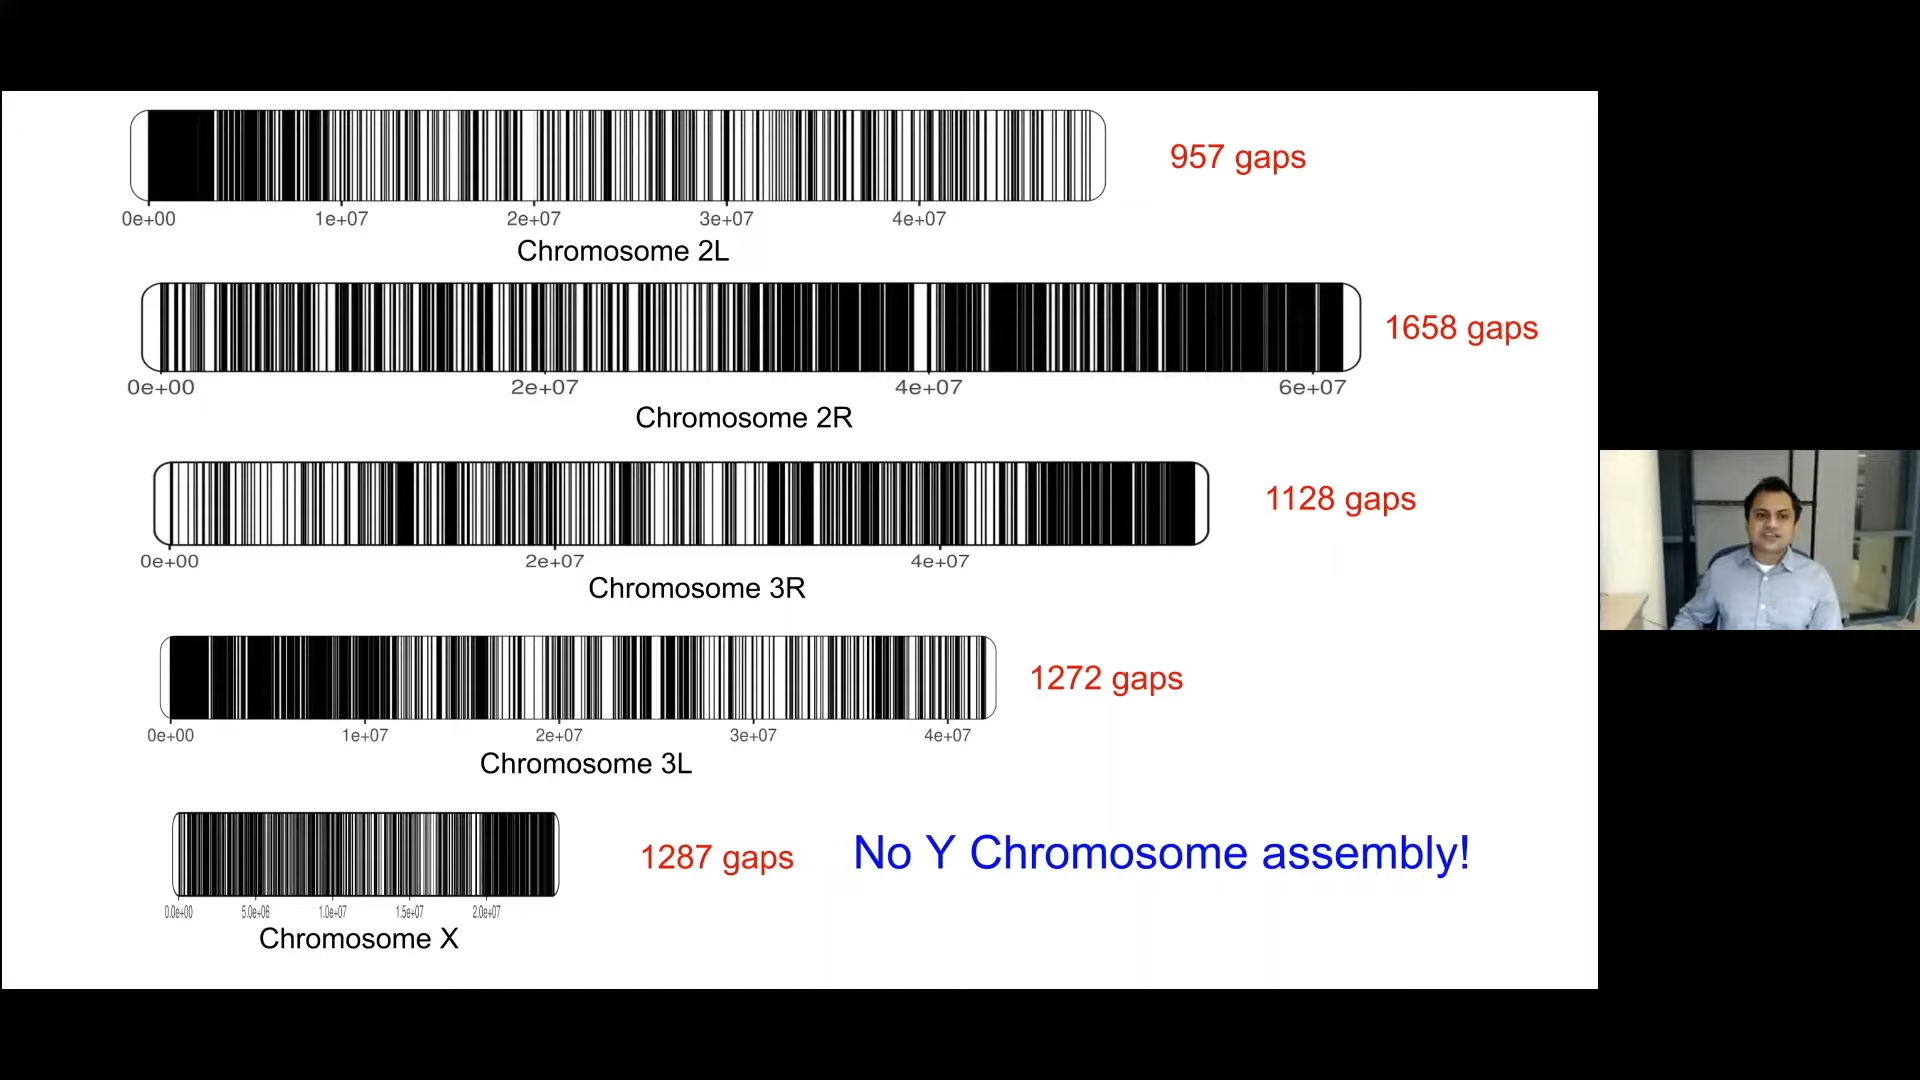 957 gaps
0e+00 1e+07 2e+07 3e+07 4e+07
Chromosome 2L
1658 gaps
0e+00 2e+07 4e+07 6e+07
Chromosome 2R
1128 gaps
0e+00 2e+07 4e+07
Chromosome 3R
1272 gaps
0e+00 1e+07 2e+07 3e+07 4e+07
Chromosome 3L
1287 gaps
No Y Chromosome assembly!
0.0e+00 5.0e+06 1.0e+07 1.5e+07 2.0e+07
Chromosome X